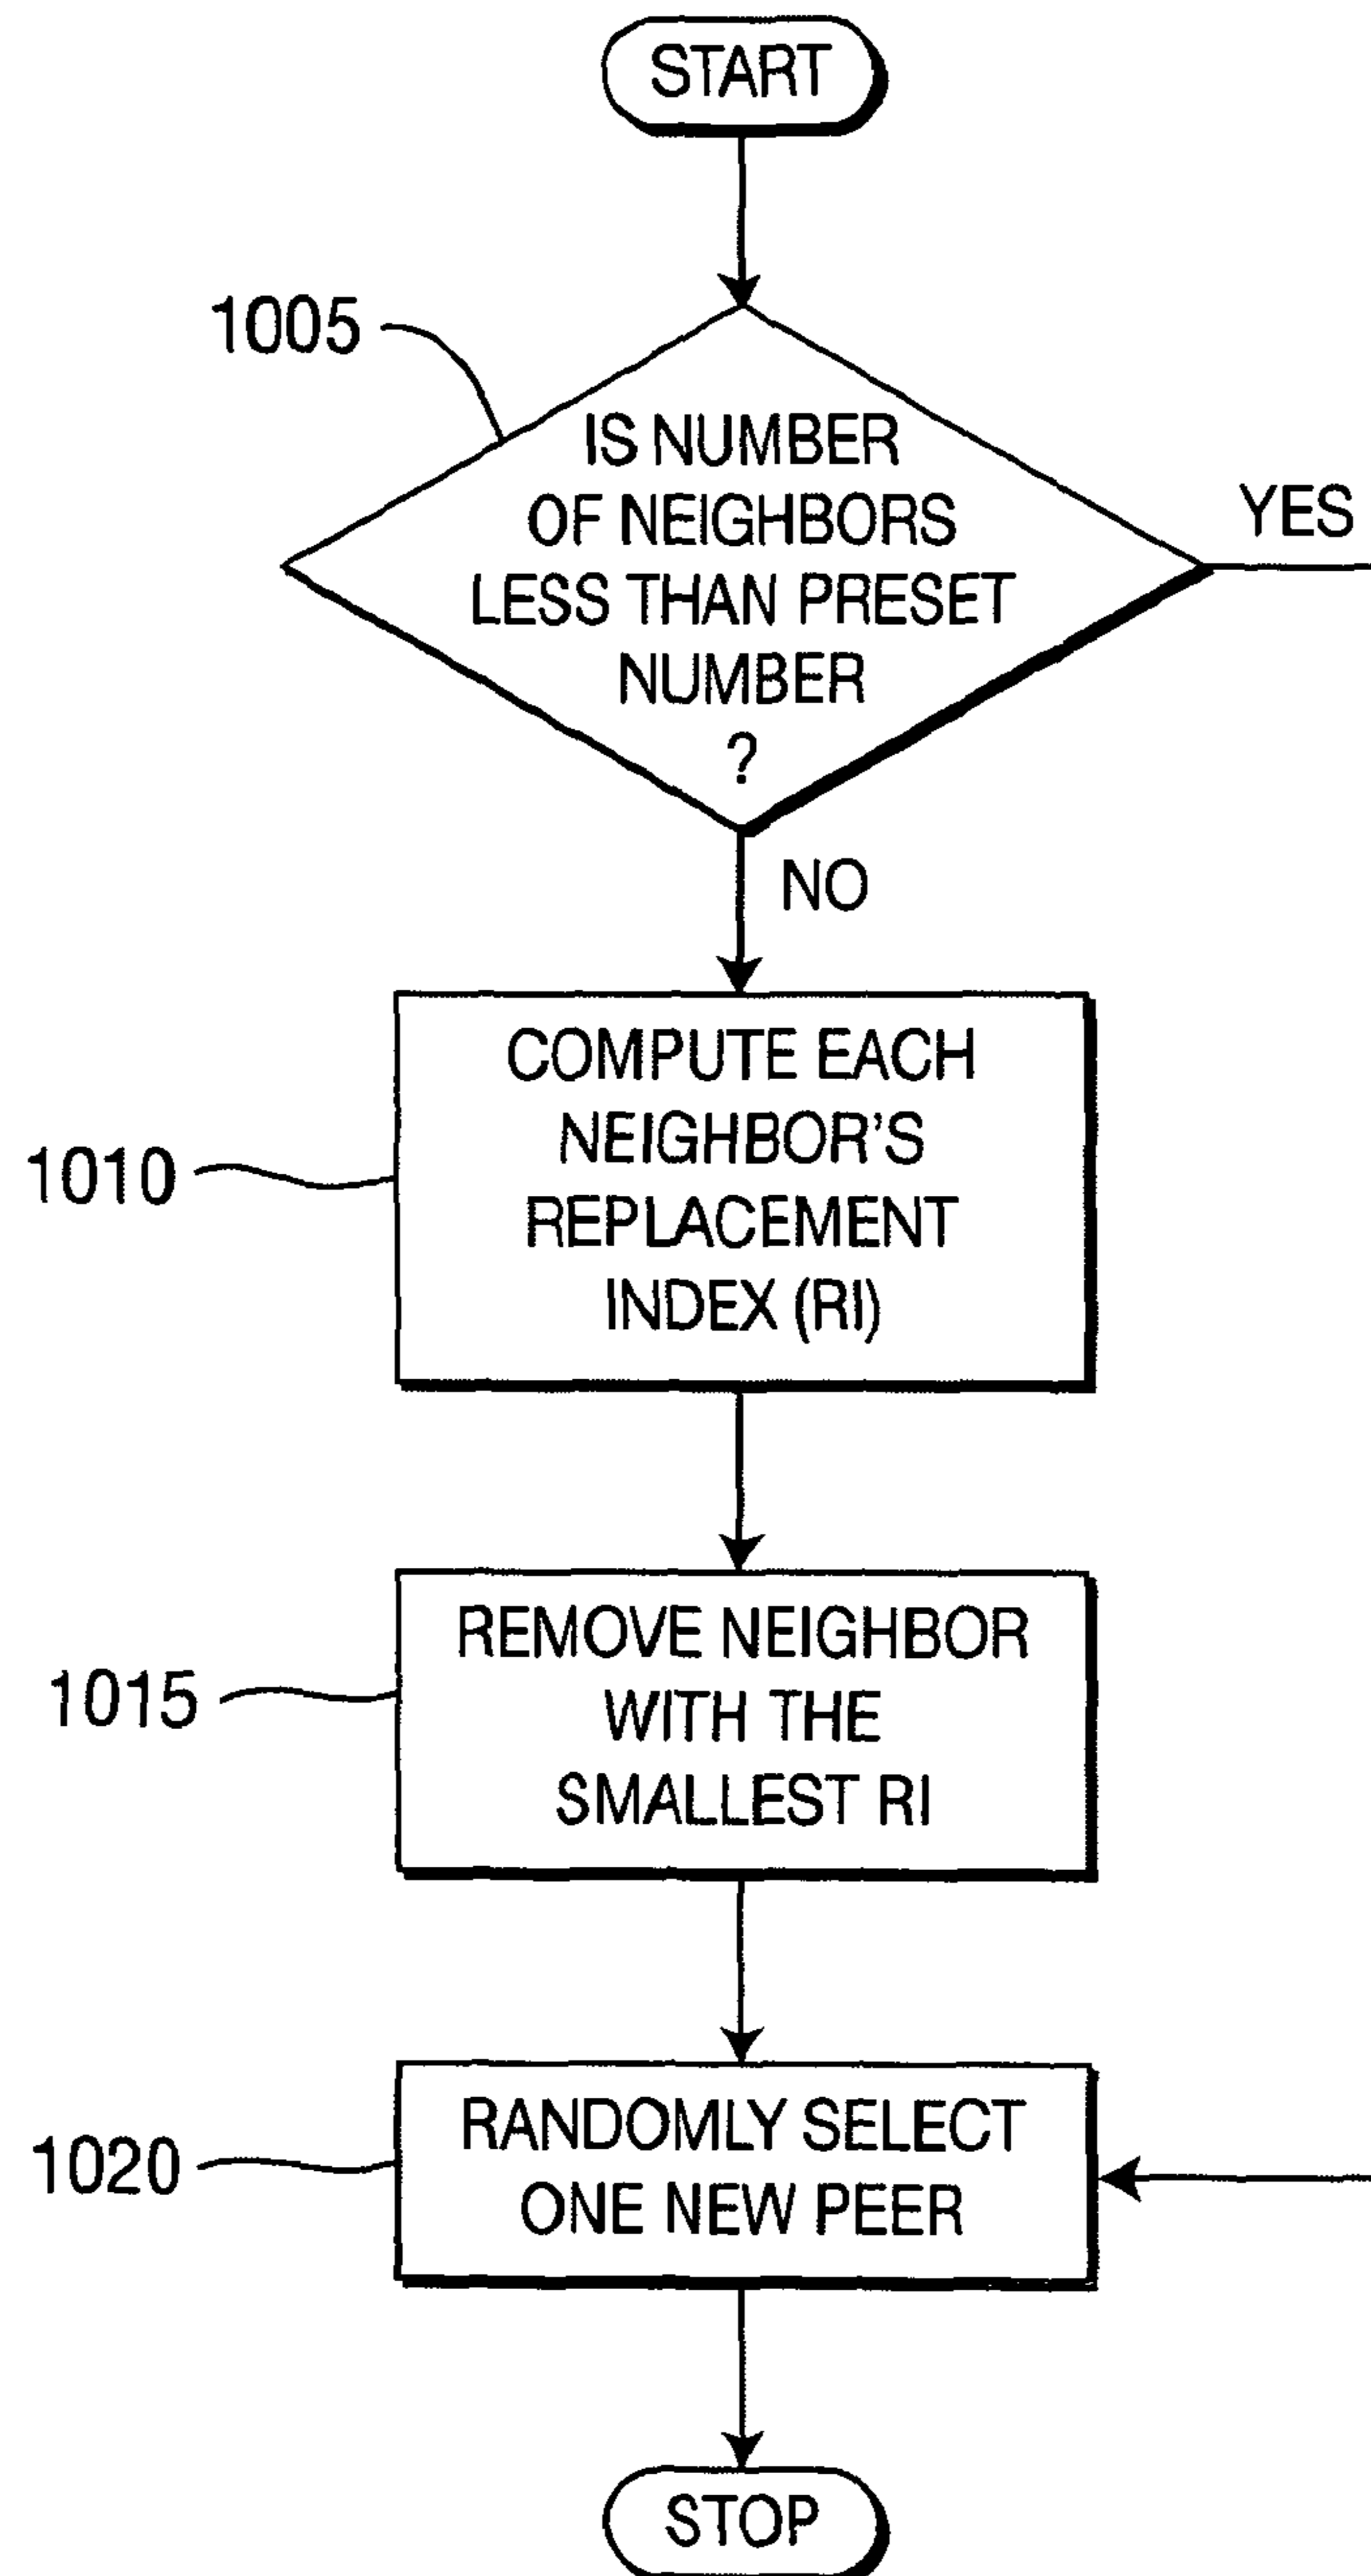 START
1005
IS NUMBER
OF NEIGHBORS
LESS THAN PRESET
NUMBER
?
YES
NO
1010
COMPUTE EACH
NEIGHBOR'S
REPLACEMENT
INDEX (RI)
1015
REMOVE NEIGHBOR
WITH THE
SMALLEST RI
1020
RANDOMLY SELECT
ONE NEW PEER
STOP